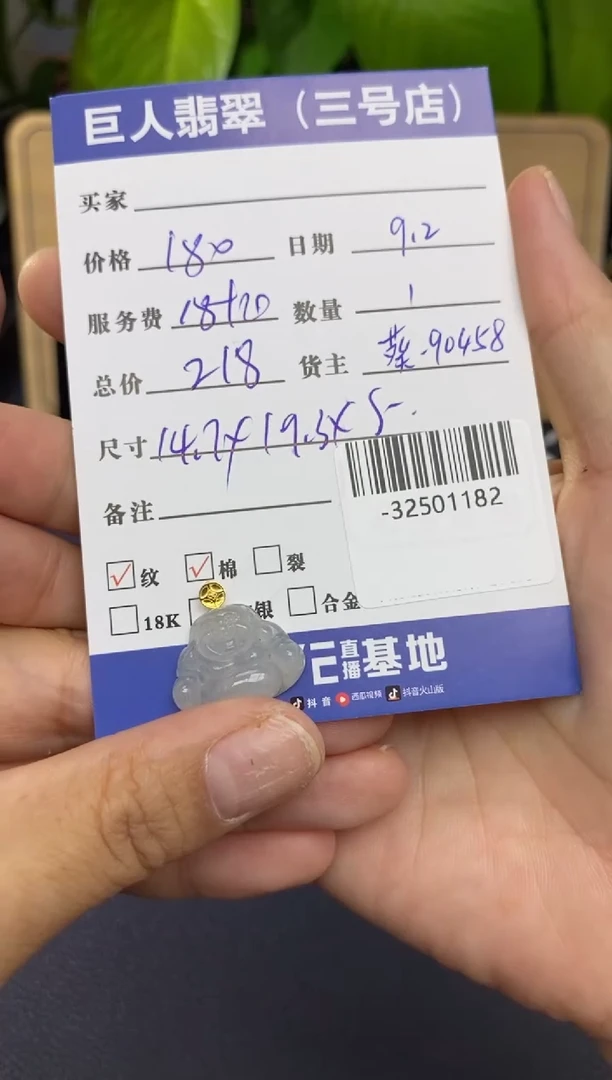 巨人翡翠（三号店）
买家
价格 180 日期 9.2
服务费 18+20 数量 1
总价 218 货主 -90458
尺寸 14.7×19.3×5
备注
-32501182
纹 棉 裂
18K 银 合金
直播基地
抖音 西瓜视频 抖音火山版